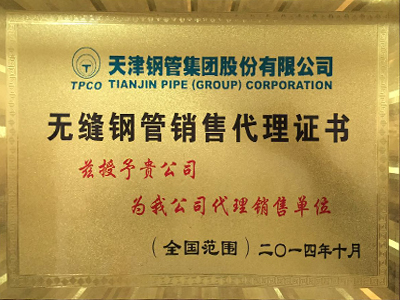 天津钢管集团股份有限公司
TPCO TIANJIN PIPE (GROUP) CORPORATION
无缝钢管销售代理证书
兹授予贵公司
为我公司代理销售单位
(全国范围) 二〇一四年十月